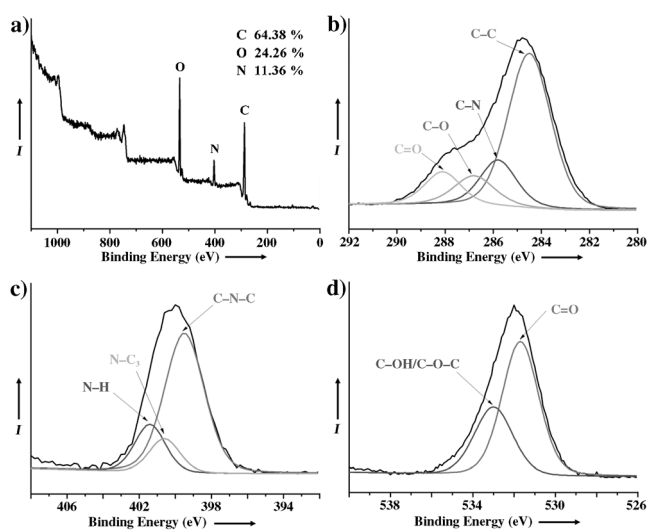 a)
C 64.38 %
O 24.26 %
N 11.36 %
O
C
N
I
1000 800 600 400 200 0
Binding Energy (eV)
b)
C–C
C–N
C–O
C=O
I
292 290 288 286 284 282 280
Binding Energy (eV)
c)
C–N–C
N–C3
N–H
I
406 402 398 394
Binding Energy (eV)
d)
C=O
C–OH/C–O–C
I
538 534 530 526
Binding Energy (eV)